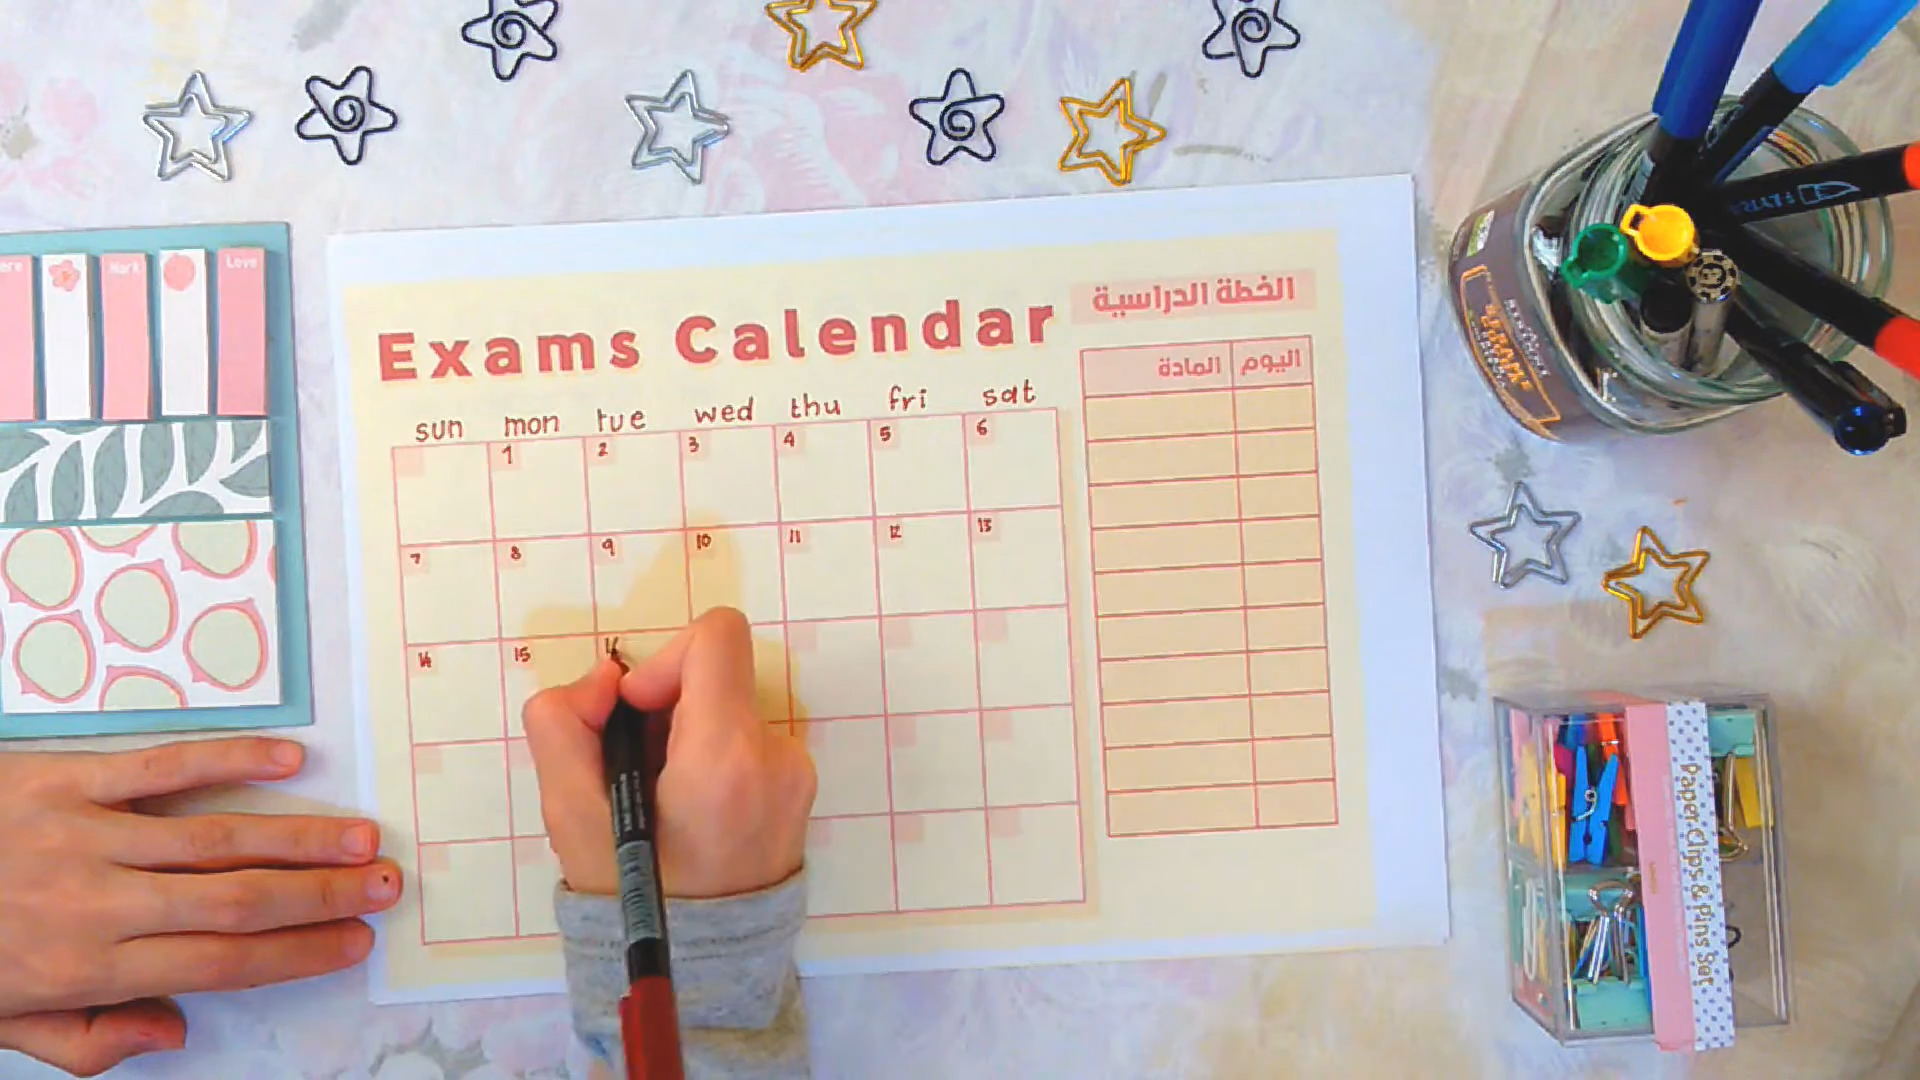 Exams Calendar
الخطة الدراسية
اليوم المادة
sun mon tue wed thu fri sat
1 2 3 4 5 6
7 8 9 10 11 12 13
14 15 16
Mark
Love
Paper Clips & Pins Set